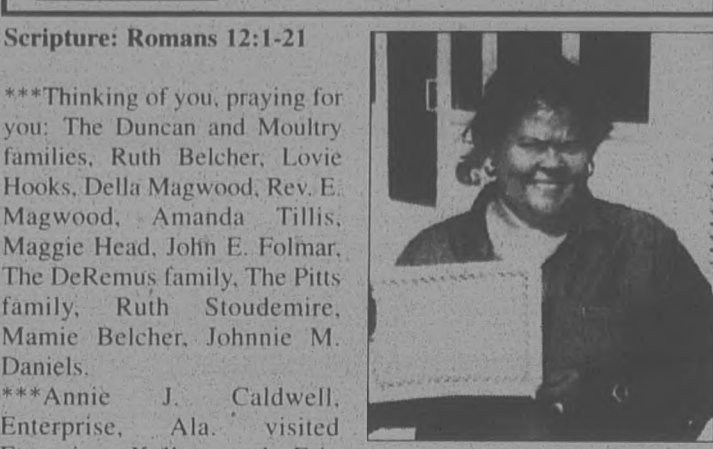 Scripture: Romans 12:1-21
***Thinking of you, praying for
you: The Duncan and Moultry
families, Ruth Belcher, Lovie
Hooks, Della Magwood, Rev. E.
Magwood, Amanda Tillis,
Maggie Head, John E. Folmar,
The DeRemus family, The Pitts
family, Ruth Stoudemire,
Mamie Belcher, Johnnie M.
Daniels.
***Annie J. Caldwell,
Enterprise, Ala. visited